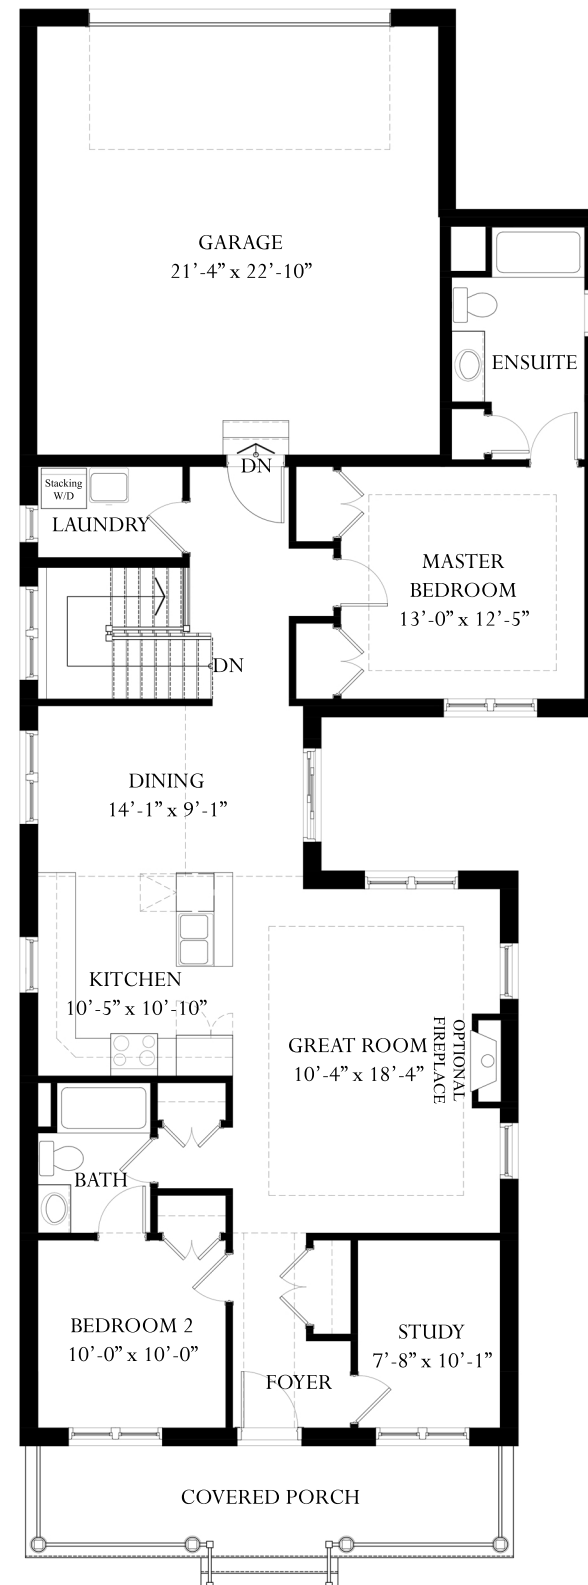 GARAGE
21'-4" x 22'-10"
ENSUITE
DN
Stacking
W/D
LAUNDRY
MASTER
BEDROOM
13'-0" x 12'-5"
DN
DINING
14'-1" x 9'-1"
KITCHEN
10'-5" x 10'-10"
GREAT ROOM
10'-4" x 18'-4"
OPTIONAL
FIREPLACE
BATH
BEDROOM 2
10'-0" x 10'-0"
STUDY
7'-8" x 10'-1"
FOYER
COVERED PORCH